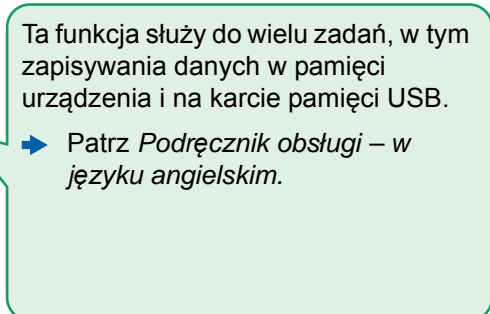 Ta funkcja służy do wielu zadań, w tym
zapisywania danych w pamięci
urządzenia i na karcie pamięci USB.
Patrz Podręcznik obsługi – w
języku angielskim.